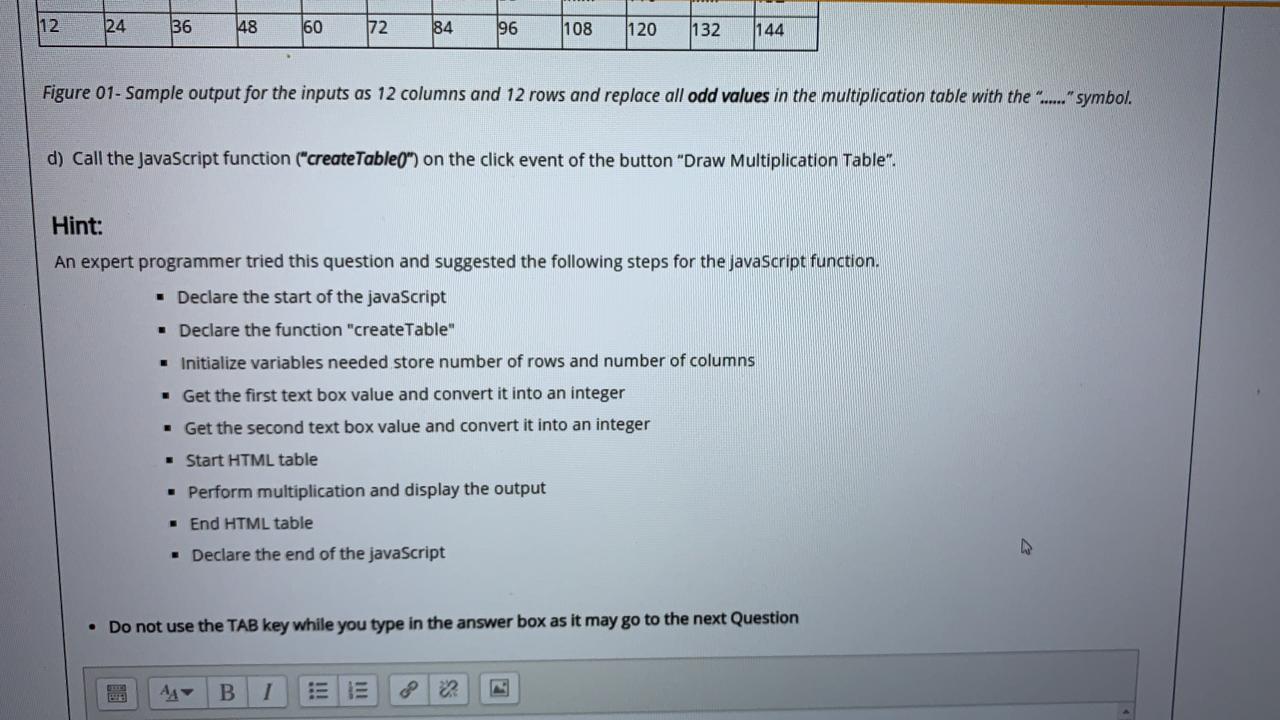 12 24 36 48 60 72 84 96 108 120 132 144
Figure 01- Sample output for the inputs as 12 columns and 12 rows and replace all odd values in the multiplication table with the "......" symbol.
d) Call the JavaScript function ("createTable()") on the click event of the button "Draw Multiplication Table".
Hint:
An expert programmer tried this question and suggested the following steps for the javaScript function.
▪ Declare the start of the javaScript
▪ Declare the function "createTable"
▪ Initialize variables needed store number of rows and number of columns
▪ Get the first text box value and convert it into an integer
▪ Get the second text box value and convert it into an integer
▪ Start HTML table
▪ Perform multiplication and display the output
▪ End HTML table
▪ Declare the end of the javaScript
• Do not use the TAB key while you type in the answer box as it may go to the next Question
AA B I